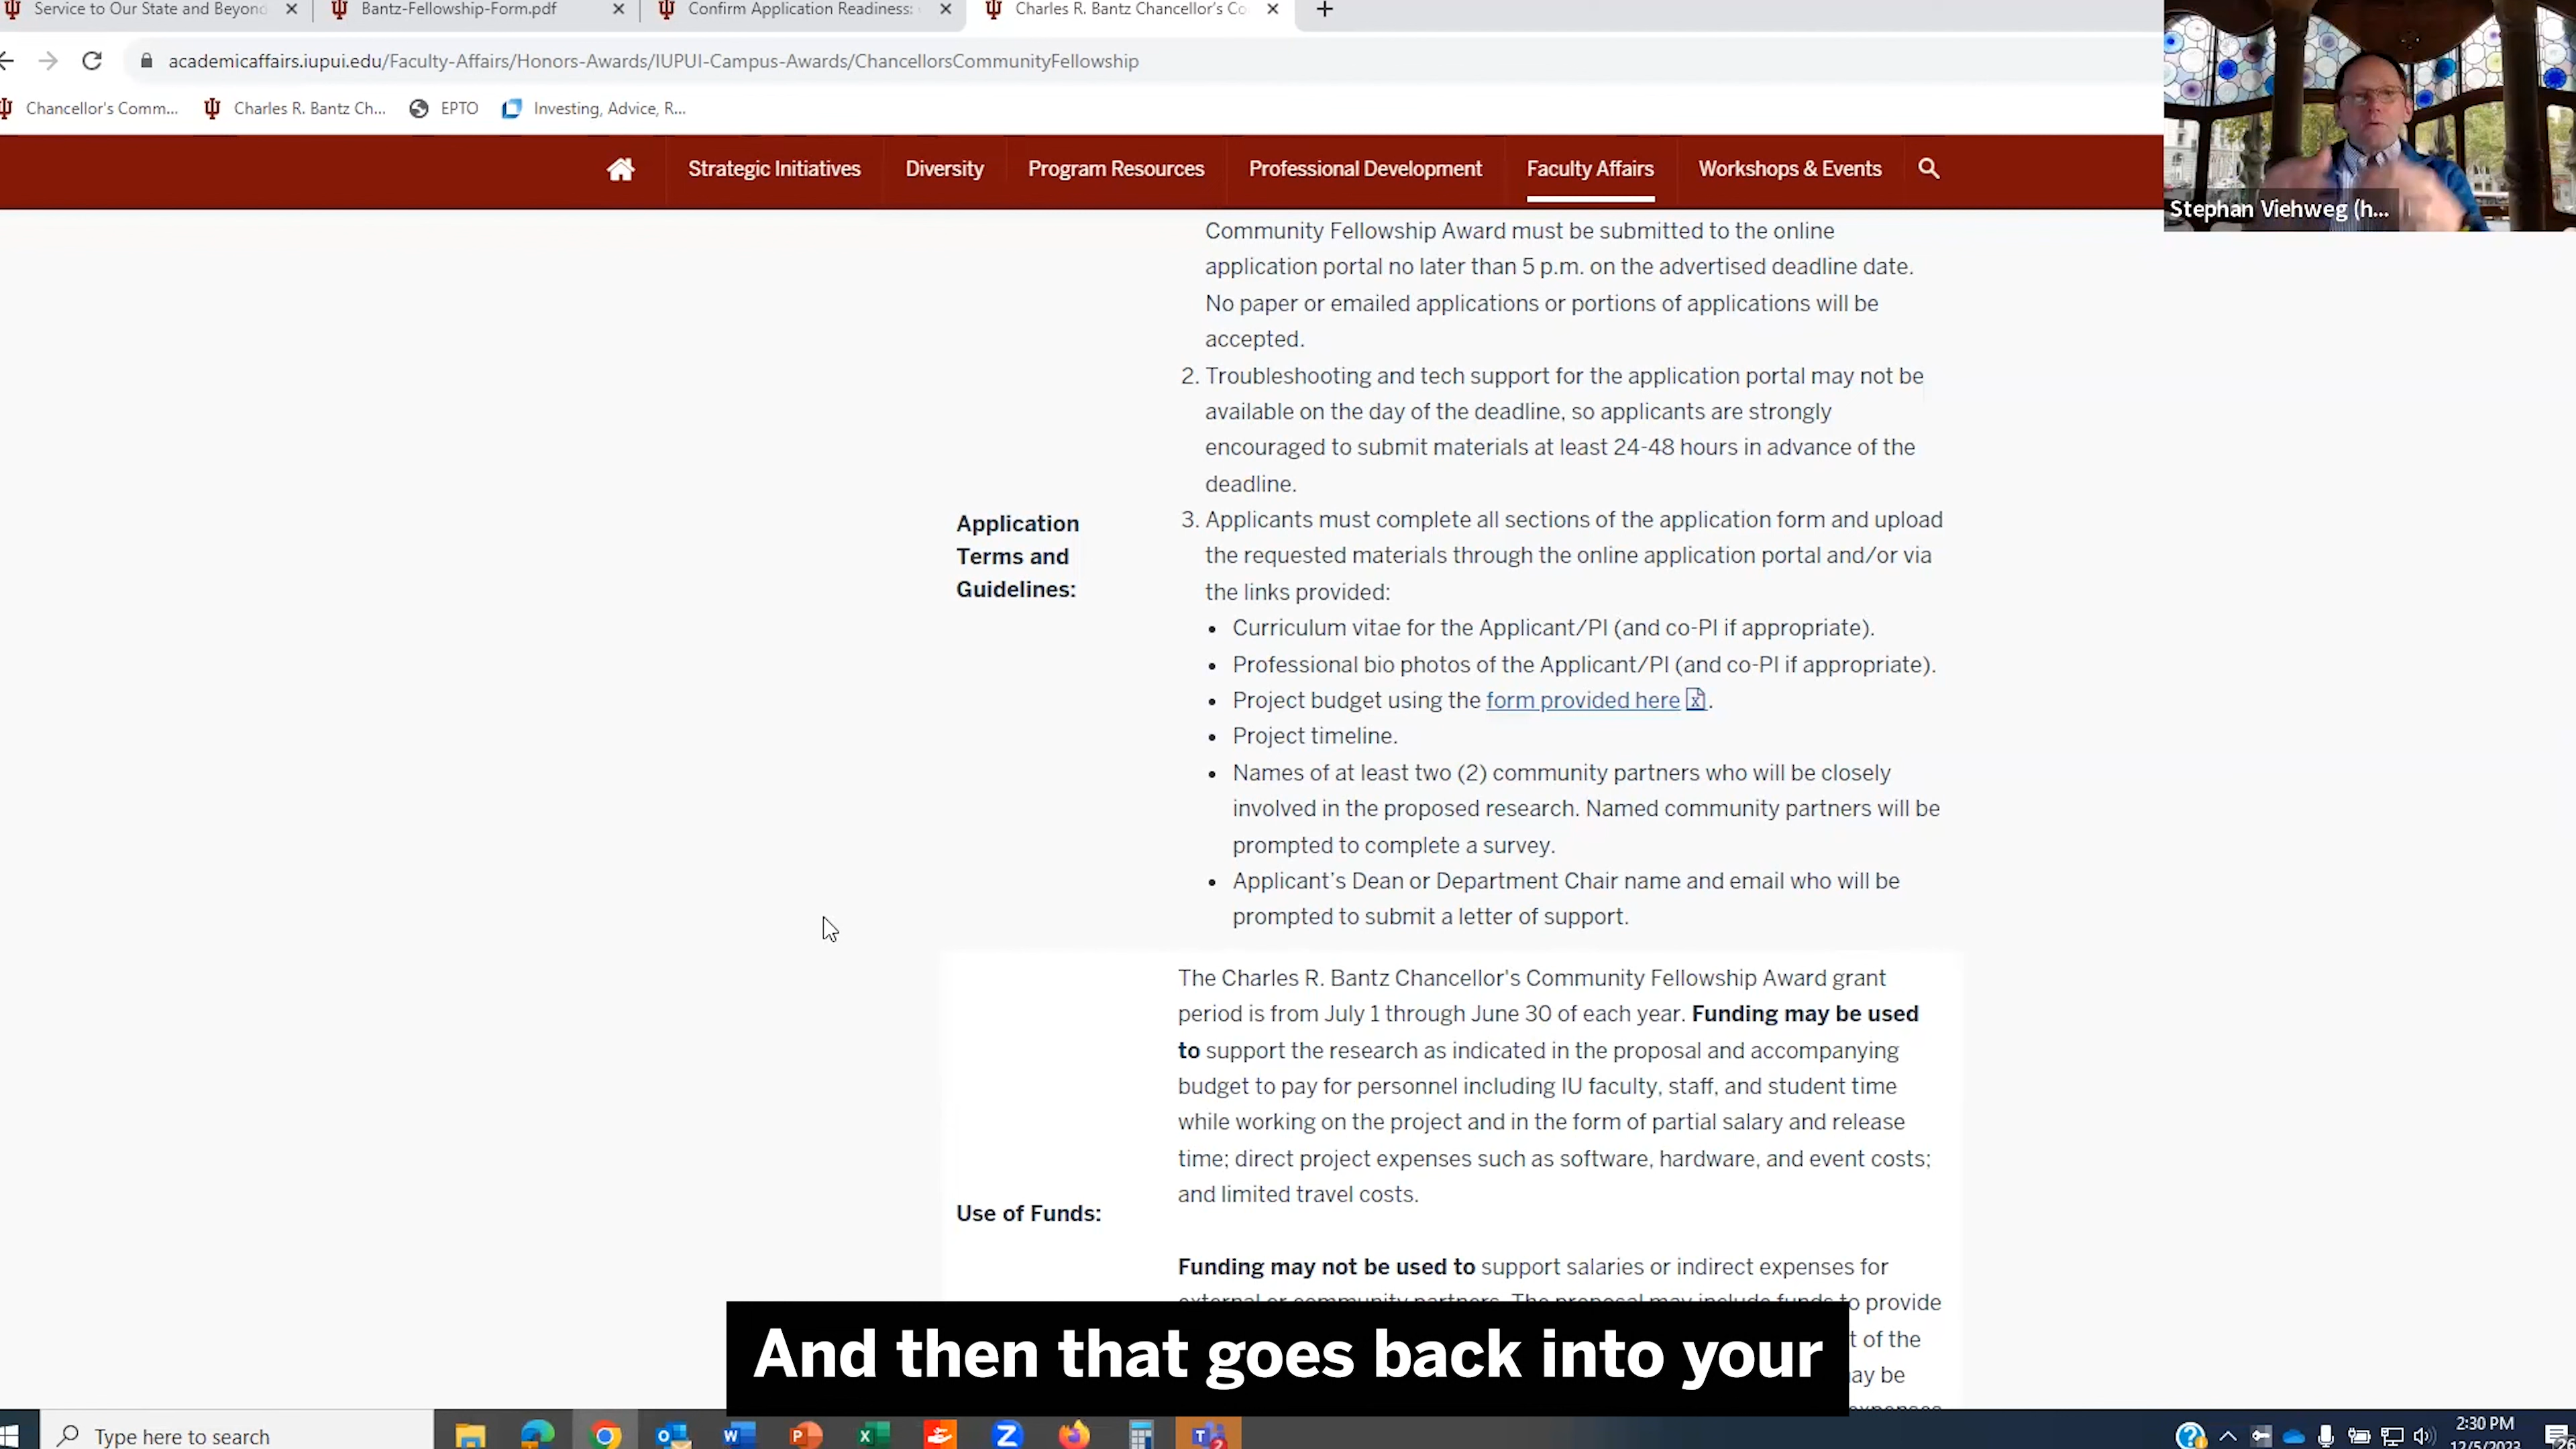 Service to Our State and Beyond
Bantz-Fellowship-Form.pdf
Confirm Application Readiness:
Charles R. Bantz Chancellor's Co
academicaffairs.iupui.edu/Faculty-Affairs/Honors-Awards/IUPUI-Campus-Awards/ChancellorsCommunityFellowship
Chancellor's Comm...
Charles R. Bantz Ch...
EPTO
Investing, Advice, R...
Strategic Initiatives
Diversity
Program Resources
Professional Development
Faculty Affairs
Workshops & Events
Stephan Viehweg (h...
Community Fellowship Award must be submitted to the online
application portal no later than 5 p.m. on the advertised deadline date.
No paper or emailed applications or portions of applications will be
accepted.
2. Troubleshooting and tech support for the application portal may not be
available on the day of the deadline, so applicants are strongly
encouraged to submit materials at least 24-48 hours in advance of the
deadline.
Application
Terms and
Guidelines:
3. Applicants must complete all sections of the application form and upload
the requested materials through the online application portal and/or via
the links provided:
• Curriculum vitae for the Applicant/PI (and co-PI if appropriate).
• Professional bio photos of the Applicant/PI (and co-PI if appropriate).
• Project budget using the form provided here.
• Project timeline.
• Names of at least two (2) community partners who will be closely
involved in the proposed research. Named community partners will be
prompted to complete a survey.
• Applicant's Dean or Department Chair name and email who will be
prompted to submit a letter of support.
The Charles R. Bantz Chancellor's Community Fellowship Award grant
period is from July 1 through June 30 of each year. Funding may be used
to support the research as indicated in the proposal and accompanying
budget to pay for personnel including IU faculty, staff, and student time
while working on the project and in the form of partial salary and release
time; direct project expenses such as software, hardware, and event costs;
and limited travel costs.
Use of Funds:
Funding may not be used to support salaries or indirect expenses for
external or community partners. The proposal may include funds to provide
t of the
ay be
And then that goes back into your
Type here to search
2:30 PM
12/5/2023